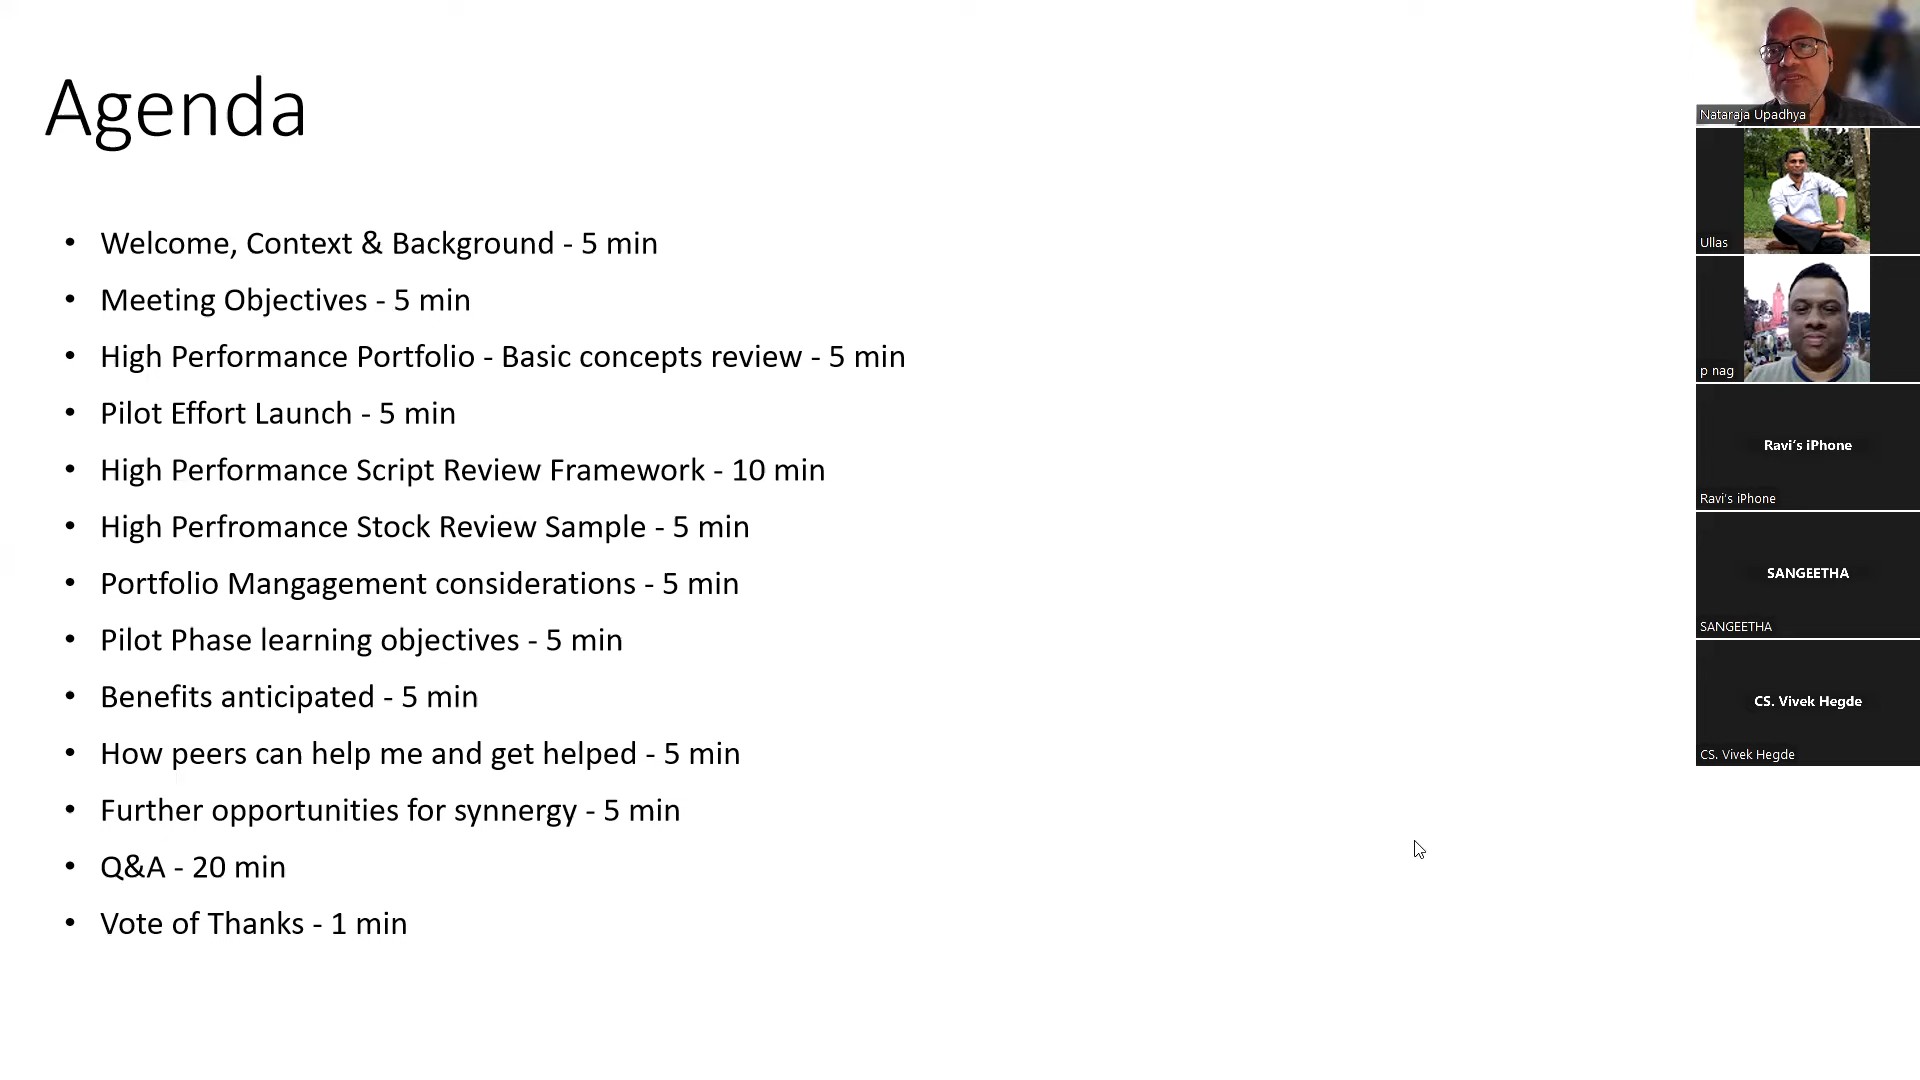 Agenda
• Welcome, Context & Background - 5 min
• Meeting Objectives - 5 min
• High Performance Portfolio - Basic concepts review - 5 min
• Pilot Effort Launch - 5 min
• High Performance Script Review Framework - 10 min
• High Perfromance Stock Review Sample - 5 min
• Portfolio Mangagement considerations - 5 min
• Pilot Phase learning objectives - 5 min
• Benefits anticipated - 5 min
• How peers can help me and get helped - 5 min
• Further opportunities for synnergy - 5 min
• Q&A - 20 min
• Vote of Thanks - 1 min
Nataraja Upadhya
Ullas
p nag
Ravi's iPhone
Ravi's iPhone
SANGEETHA
SANGEETHA
CS. Vivek Hegde
CS. Vivek Hegde